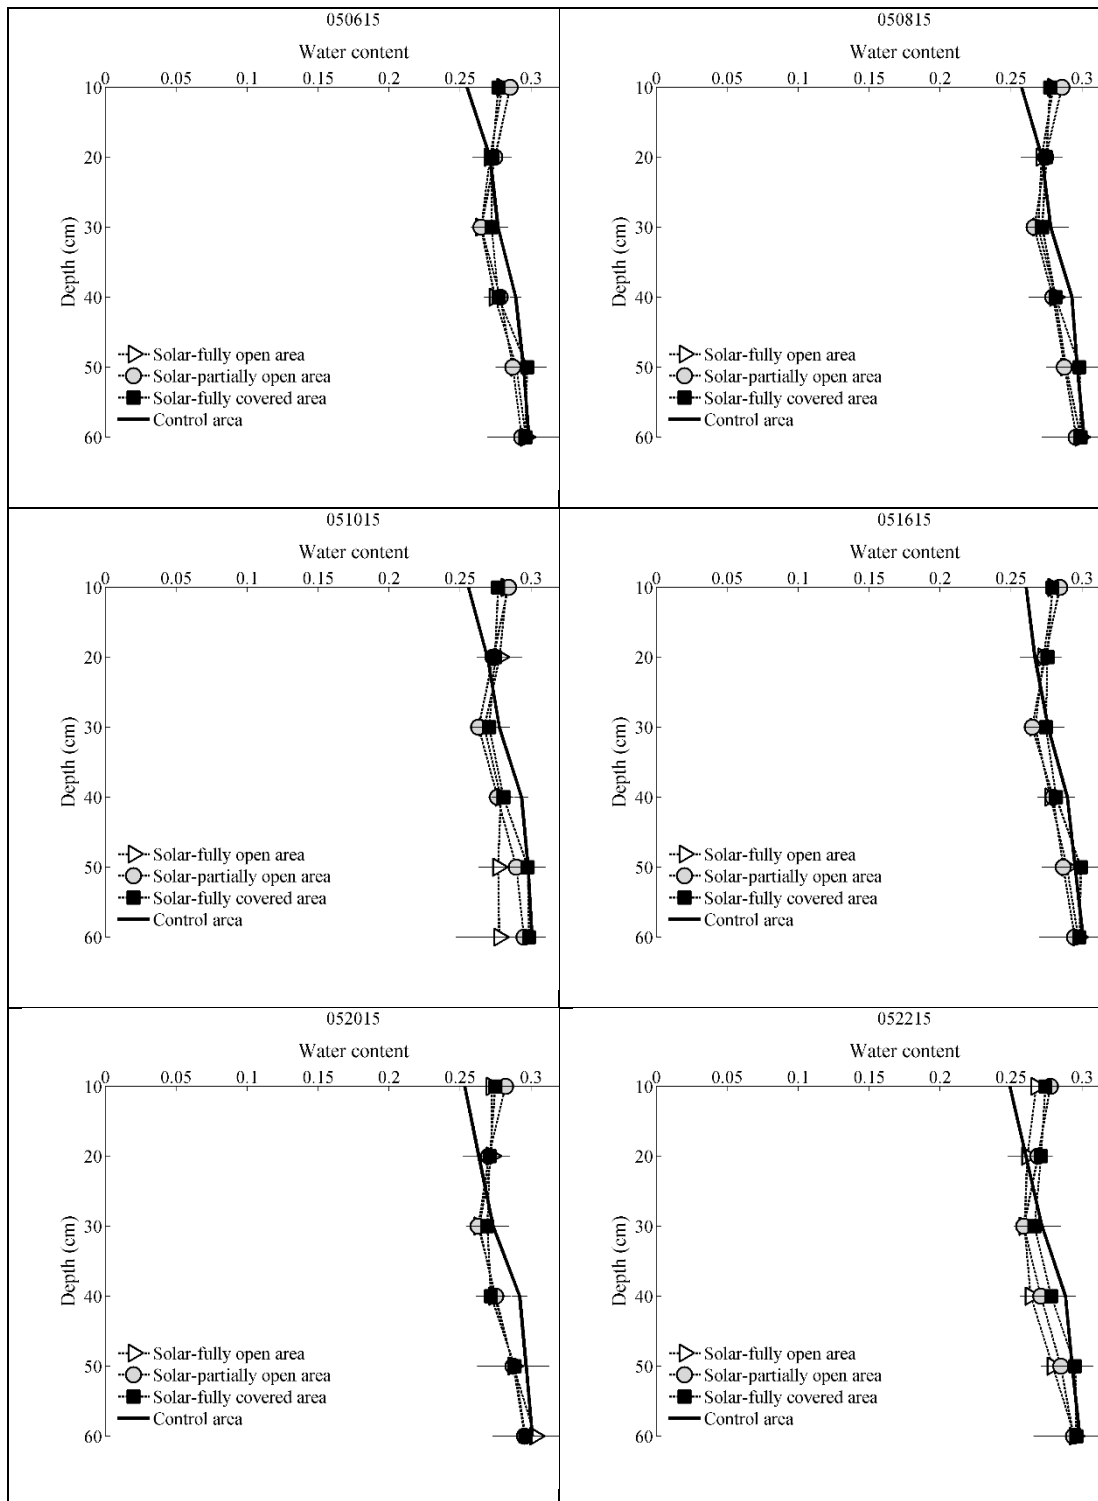 050615
Water content
0 0.05 0.1 0.15 0.2 0.25 0.3
10
20
30
40
50
60
Depth (cm)
Solar-fully open area
Solar-partially open area
Solar-fully covered area
Control area
050815
Water content
0 0.05 0.1 0.15 0.2 0.25 0.3
10
20
30
40
50
60
Depth (cm)
Solar-fully open area
Solar-partially open area
Solar-fully covered area
Control area
051015
Water content
0 0.05 0.1 0.15 0.2 0.25 0.3
10
20
30
40
50
60
Depth (cm)
Solar-fully open area
Solar-partially open area
Solar-fully covered area
Control area
051615
Water content
0 0.05 0.1 0.15 0.2 0.25 0.3
10
20
30
40
50
60
Depth (cm)
Solar-fully open area
Solar-partially open area
Solar-fully covered area
Control area
052015
Water content
0 0.05 0.1 0.15 0.2 0.25 0.3
10
20
30
40
50
60
Depth (cm)
Solar-fully open area
Solar-partially open area
Solar-fully covered area
Control area
052215
Water content
0 0.05 0.1 0.15 0.2 0.25 0.3
10
20
30
40
50
60
Depth (cm)
Solar-fully open area
Solar-partially open area
Solar-fully covered area
Control area